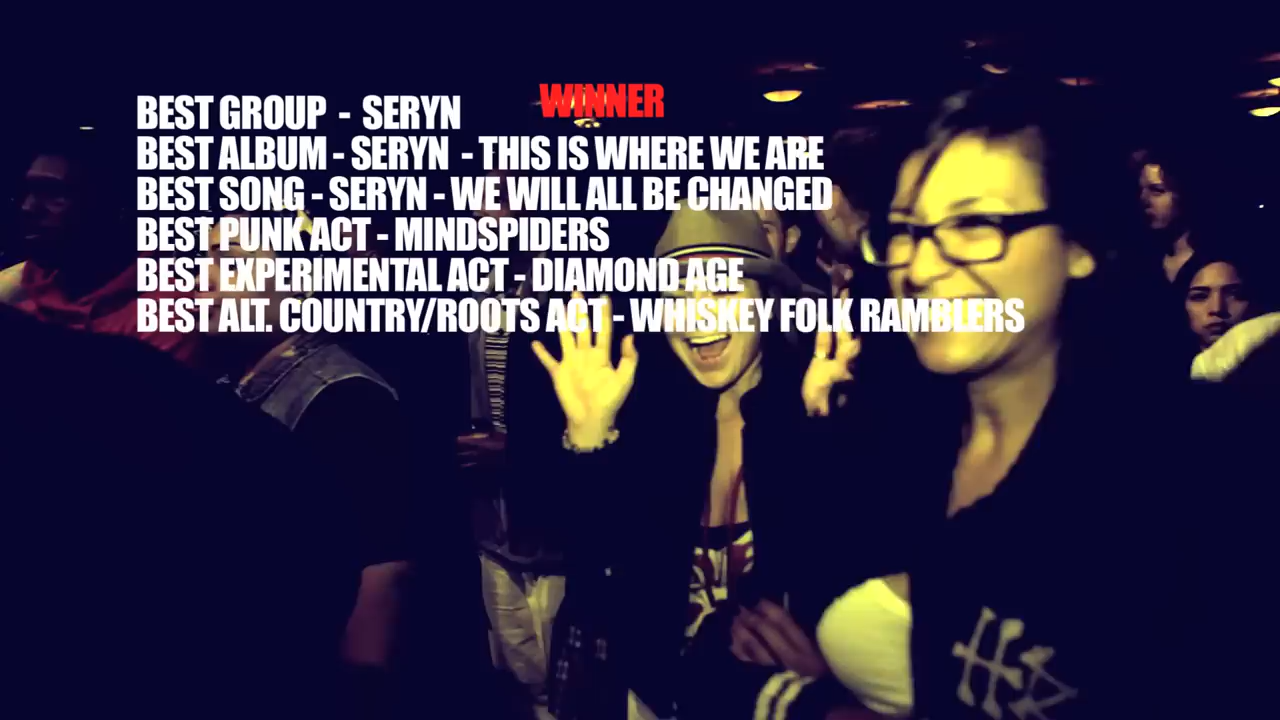 WINNER
BEST GROUP - SERYN
BEST ALBUM - SERYN - THIS IS WHERE WE ARE
BEST SONG - SERYN - WE WILL ALL BE CHANGED
BEST PUNK ACT - MINDSPIDERS
BEST EXPERIMENTAL ACT - DIAMOND AGE
BEST ALT. COUNTRY/ROOTS ACT - WHISKEY FOLK RAMBLERS